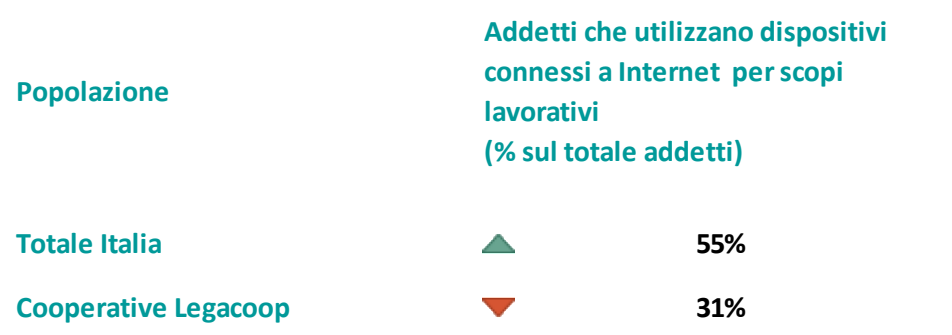 Popolazione
Addetti che utilizzano dispositivi
connessi a Internet per scopi
lavorativi
(% sul totale addetti)
Totale Italia 55%
Cooperative Legacoop 31%